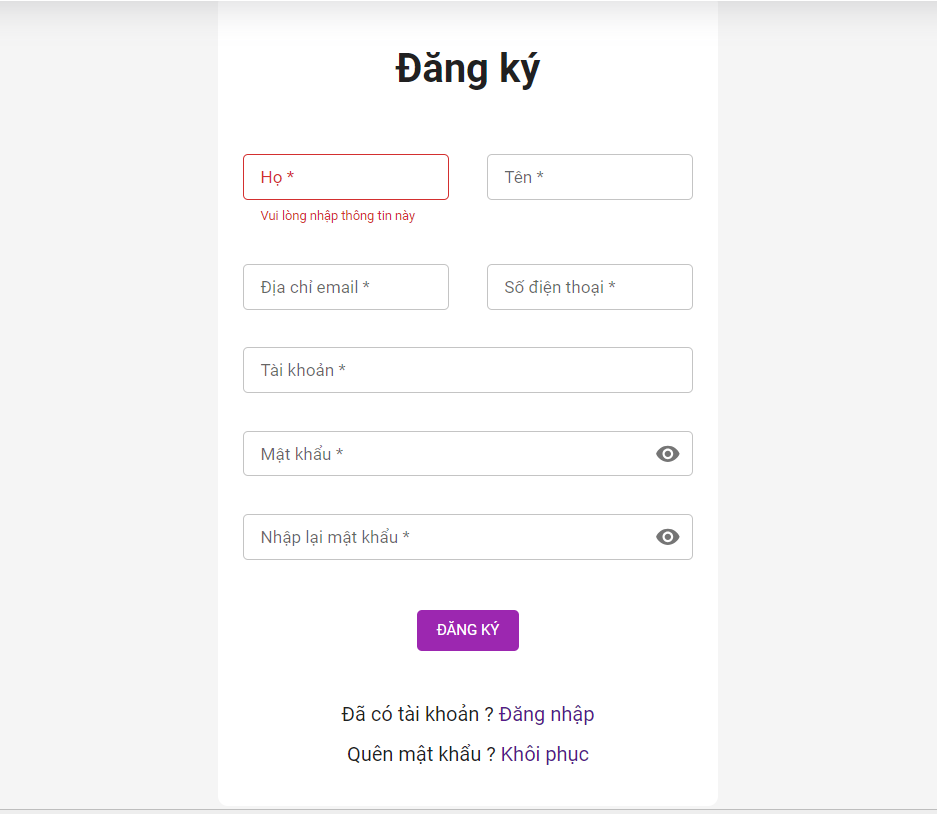 Đăng ký
Họ *
Tên *
Vui lòng nhập thông tin này
Địa chỉ email *
Số điện thoại *
Tài khoản *
Mật khẩu *
Nhập lại mật khẩu *
ĐĂNG KÝ
Đã có tài khoản ? Đăng nhập
Quên mật khẩu ? Khôi phục